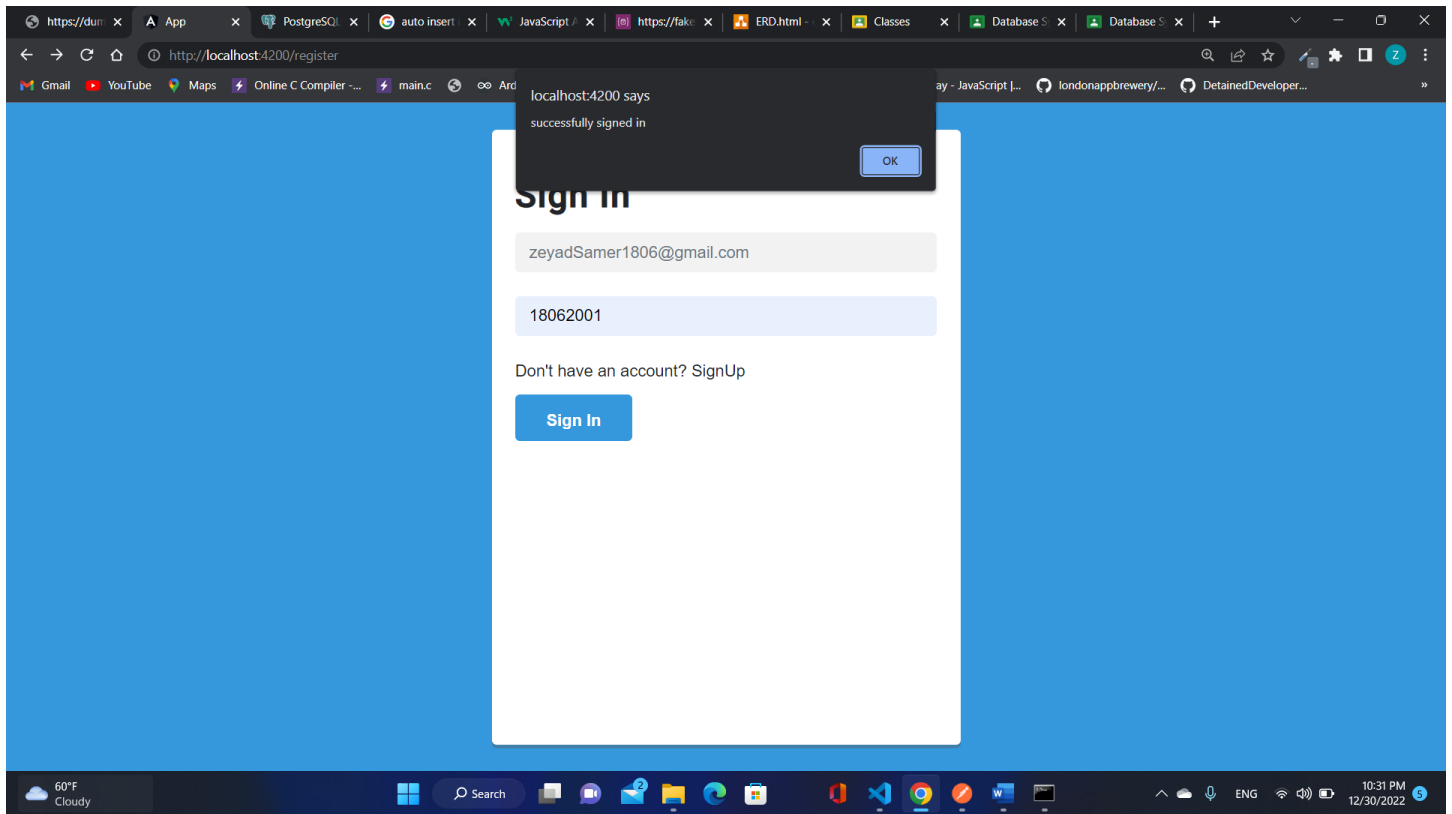 https://dum
App
PostgreSQL
auto insert
JavaScript A
https://fake
ERD.html -
Classes
Database S
Database S
http://localhost:4200/register
Z
Gmail
YouTube
Maps
Online C Compiler -...
main.c
Ard
ay - JavaScript |...
londonappbrewery/...
DetainedDeveloper...
»
localhost:4200 says
successfully signed in
OK
Sign In
zeyadSamer1806@gmail.com
18062001
Don't have an account? SignUp
Sign In
60°F
Cloudy
Search
2
ENG
10:31 PM
12/30/2022
5